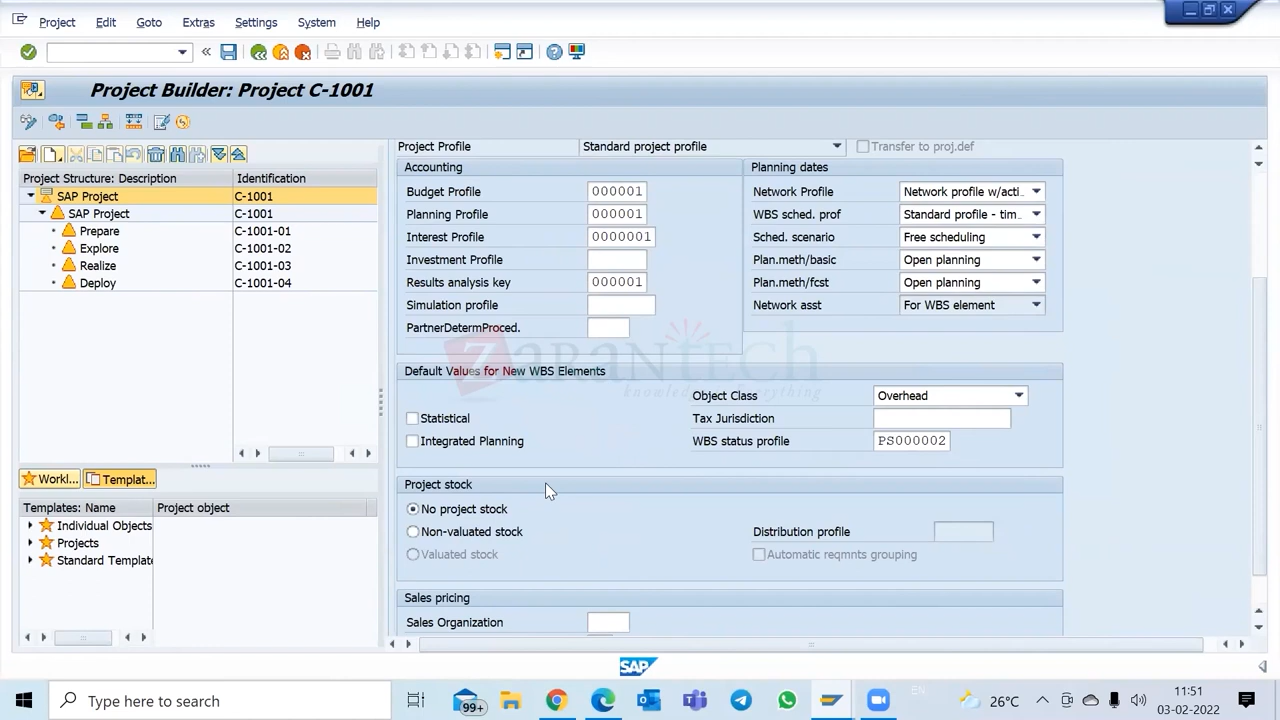 Project Edit Goto Extras Settings System Help
Project Builder: Project C-1001
Project Structure: Description Identification
SAP Project C-1001
SAP Project C-1001
Prepare C-1001-01
Explore C-1001-02
Realize C-1001-03
Deploy C-1001-04
Workl... Templat...
Templates: Name Project object
Individual Objects
Projects
Standard Template
Project Profile Standard project profile Transfer to proj.def
Accounting
Budget Profile 000001
Planning Profile 000001
Interest Profile 0000001
Investment Profile
Results analysis key 000001
Simulation profile
PartnerDetermProced.
Planning dates
Network Profile Network profile w/acti.
WBS sched. prof Standard profile - tim.
Sched. scenario Free scheduling
Plan.meth/basic Open planning
Plan.meth/fcst Open planning
Network asst For WBS element
ZaranTech
knowledge is everything
Default Values for New WBS Elements
Object Class Overhead
Statistical Tax Jurisdiction
Integrated Planning WBS status profile PS000002
Project stock
No project stock
Non-valuated stock Distribution profile
Valuated stock Automatic reqmnts grouping
Sales pricing
Sales Organization
SAP
Type here to search
99+
EN
26°C
11:51
03-02-2022